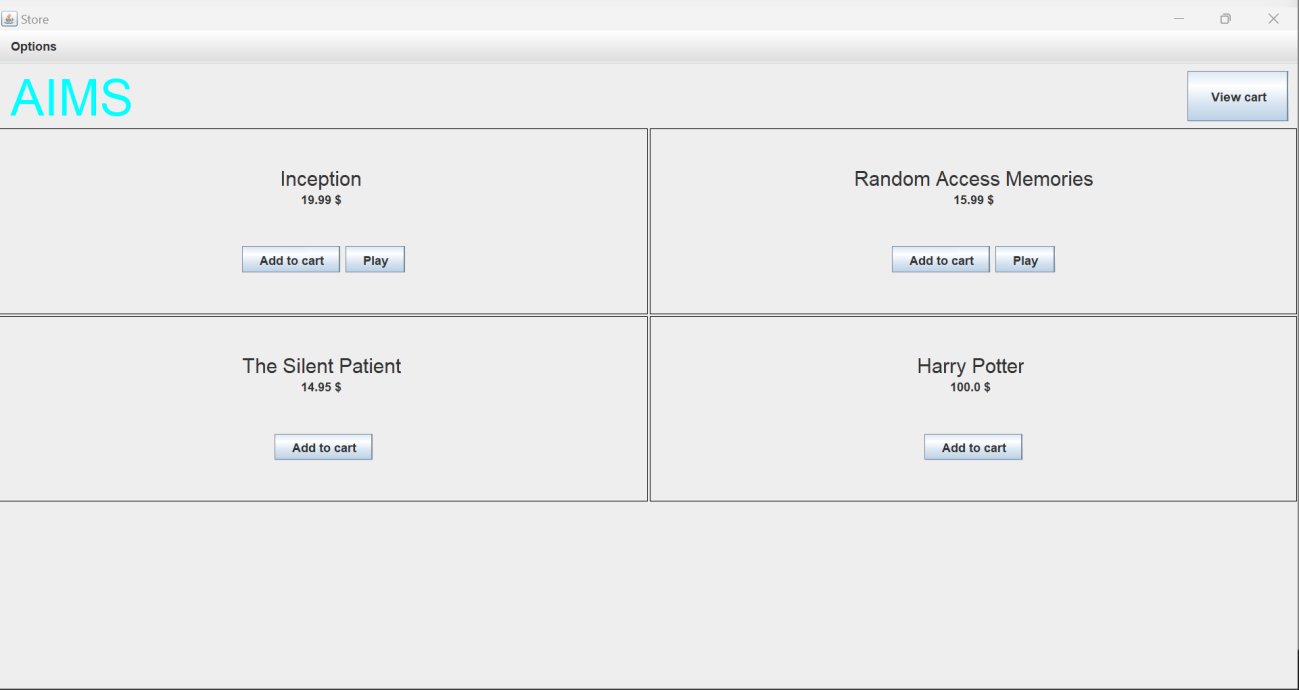 Store
Options
AIMS
View cart
Inception
19.99 $
Add to cart Play
Random Access Memories
15.99 $
Add to cart Play
The Silent Patient
14.95 $
Add to cart
Harry Potter
100.0 $
Add to cart